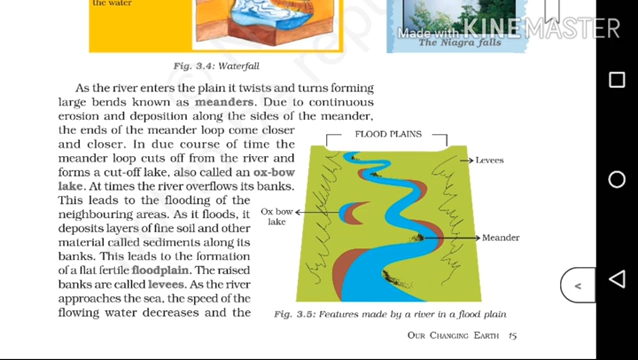 the water
Made with KINEMASTER
The Niagra falls
Fig. 3.4: Waterfall
As the river enters the plain it twists and turns forming
large bends known as meanders. Due to continuous
erosion and deposition along the sides of the meander,
the ends of the meander loop come closer
and closer. In due course of time the
meander loop cuts off from the river and
forms a cut-off lake, also called an ox-bow
lake. At times the river overflows its banks.
This leads to the flooding of the
neighbouring areas. As it floods, it
deposits layers of fine soil and other
material called sediments along its
banks. This leads to the formation
of a flat fertile floodplain. The raised
banks are called levees. As the river
approaches the sea, the speed of the
flowing water decreases and the
FLOOD PLAINS
Levees
Ox bow
lake
Meander
Fig. 3.5: Features made by a river in a flood plain
OUR CHANGING EARTH 15